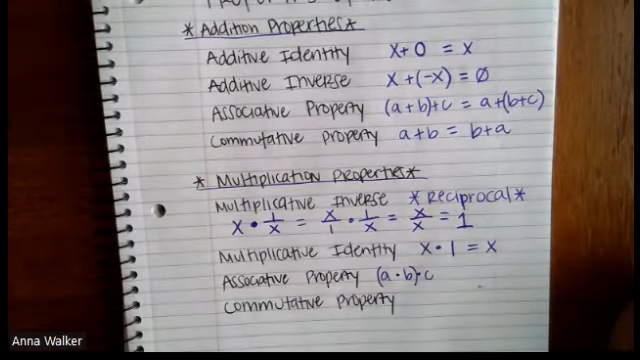 *Addition Properties*
Additive Identity x+0 = x
Additive Inverse x+(-x) = Ø
Associative Property (a+b)+c = a+(b+c)
Commutative Property a+b = b+a
*Multiplication Properties*
Multiplicative Inverse *Reciprocal*
x • 1/x = x/1 • 1/x = x/x = 1
Multiplicative Identity x • 1 = x
Associative Property (a•b)•c
Commutative Property
Anna Walker